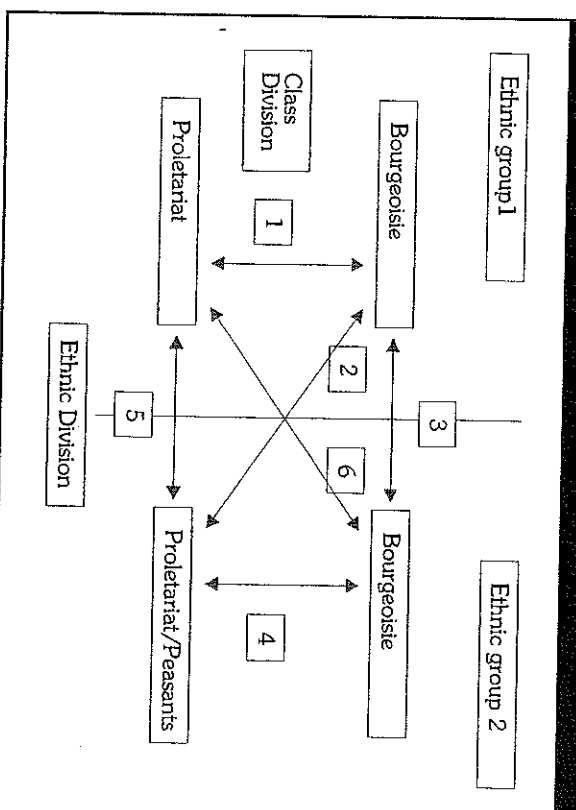 Ethnic group1
Ethnic group 2
Bourgeoisie
Bourgeoisie
3
Class
Division
1
2
6
4
Proletariat
Proletariat/Peasants
5
Ethnic Division